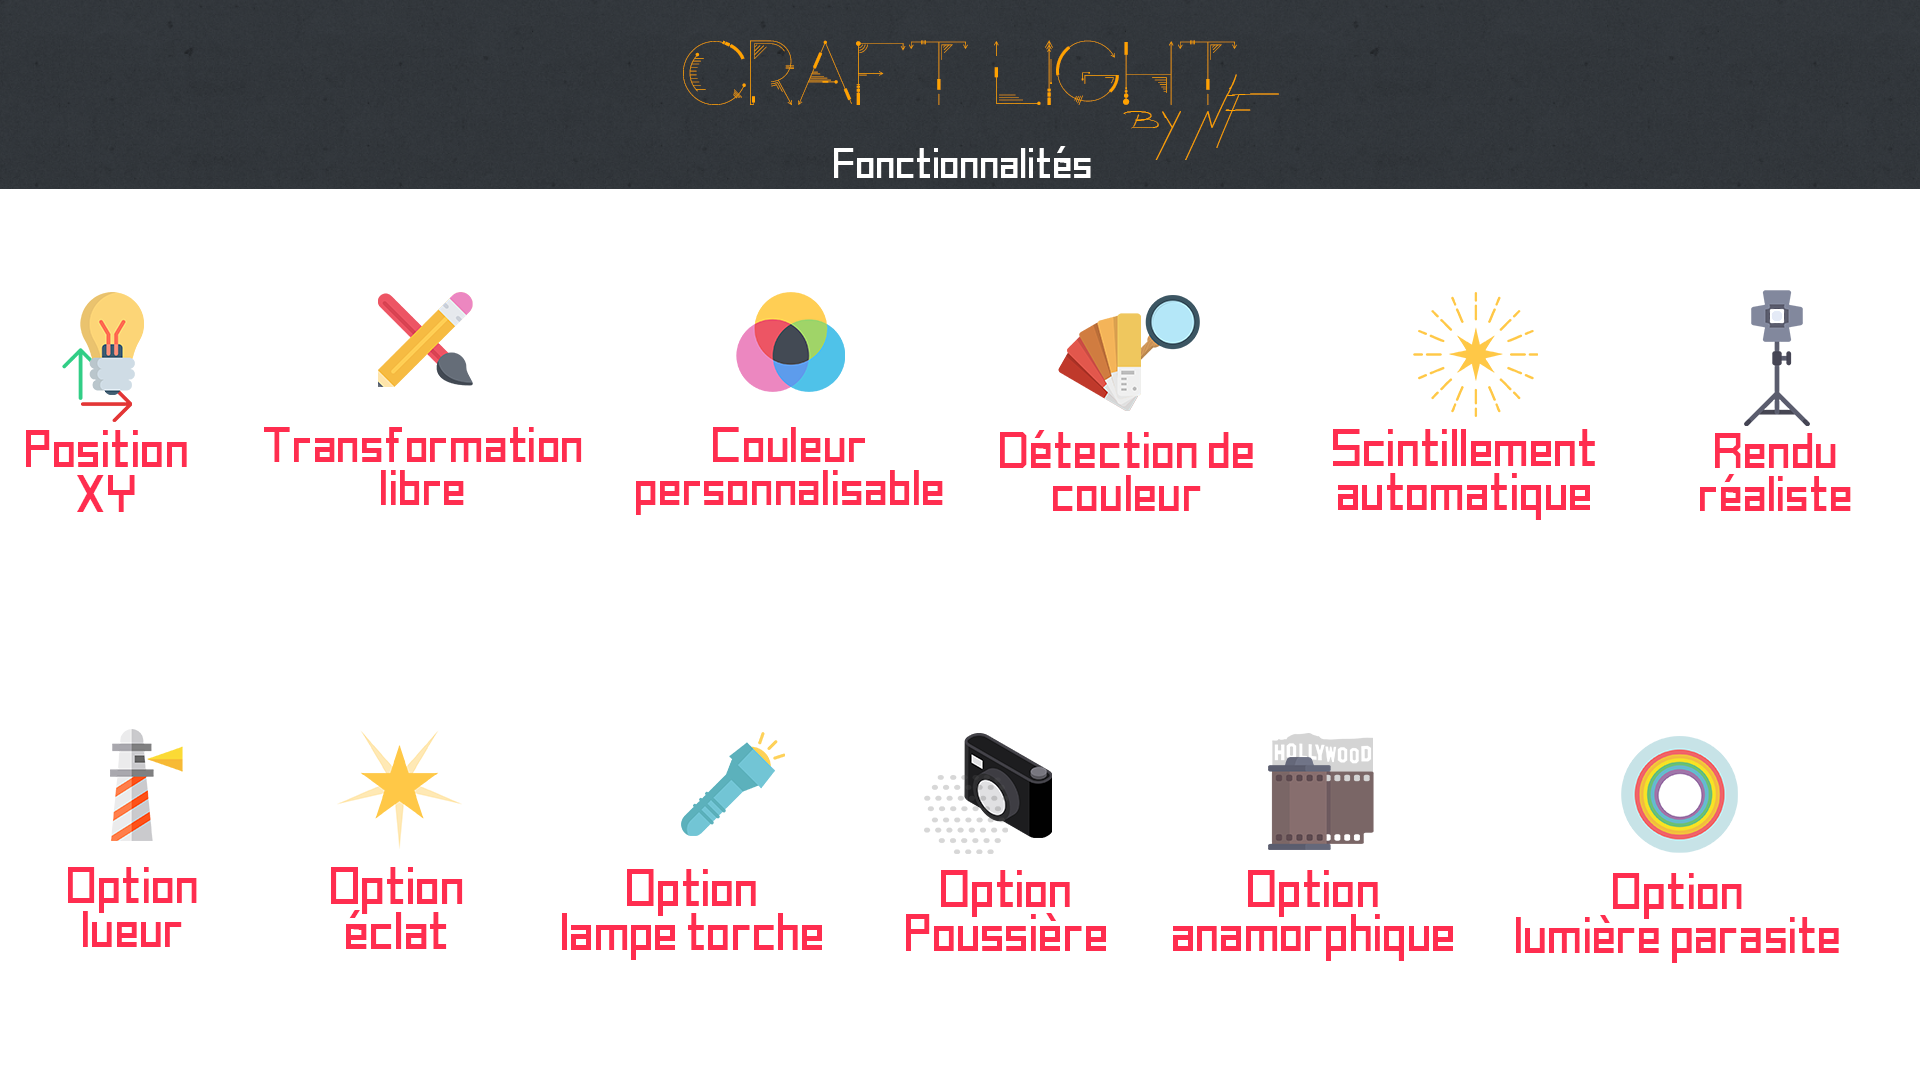 CRAFT LIGHT
BY NF
Fonctionnalités
Position
XY
Transformation
libre
Couleur
personnalisable
Détection de
couleur
Scintillement
automatique
Rendu
réaliste
Option
lueur
Option
éclat
Option
lampe torche
Option
Poussière
HOLLYWOOD
Option
anamorphique
Option
lumière parasite